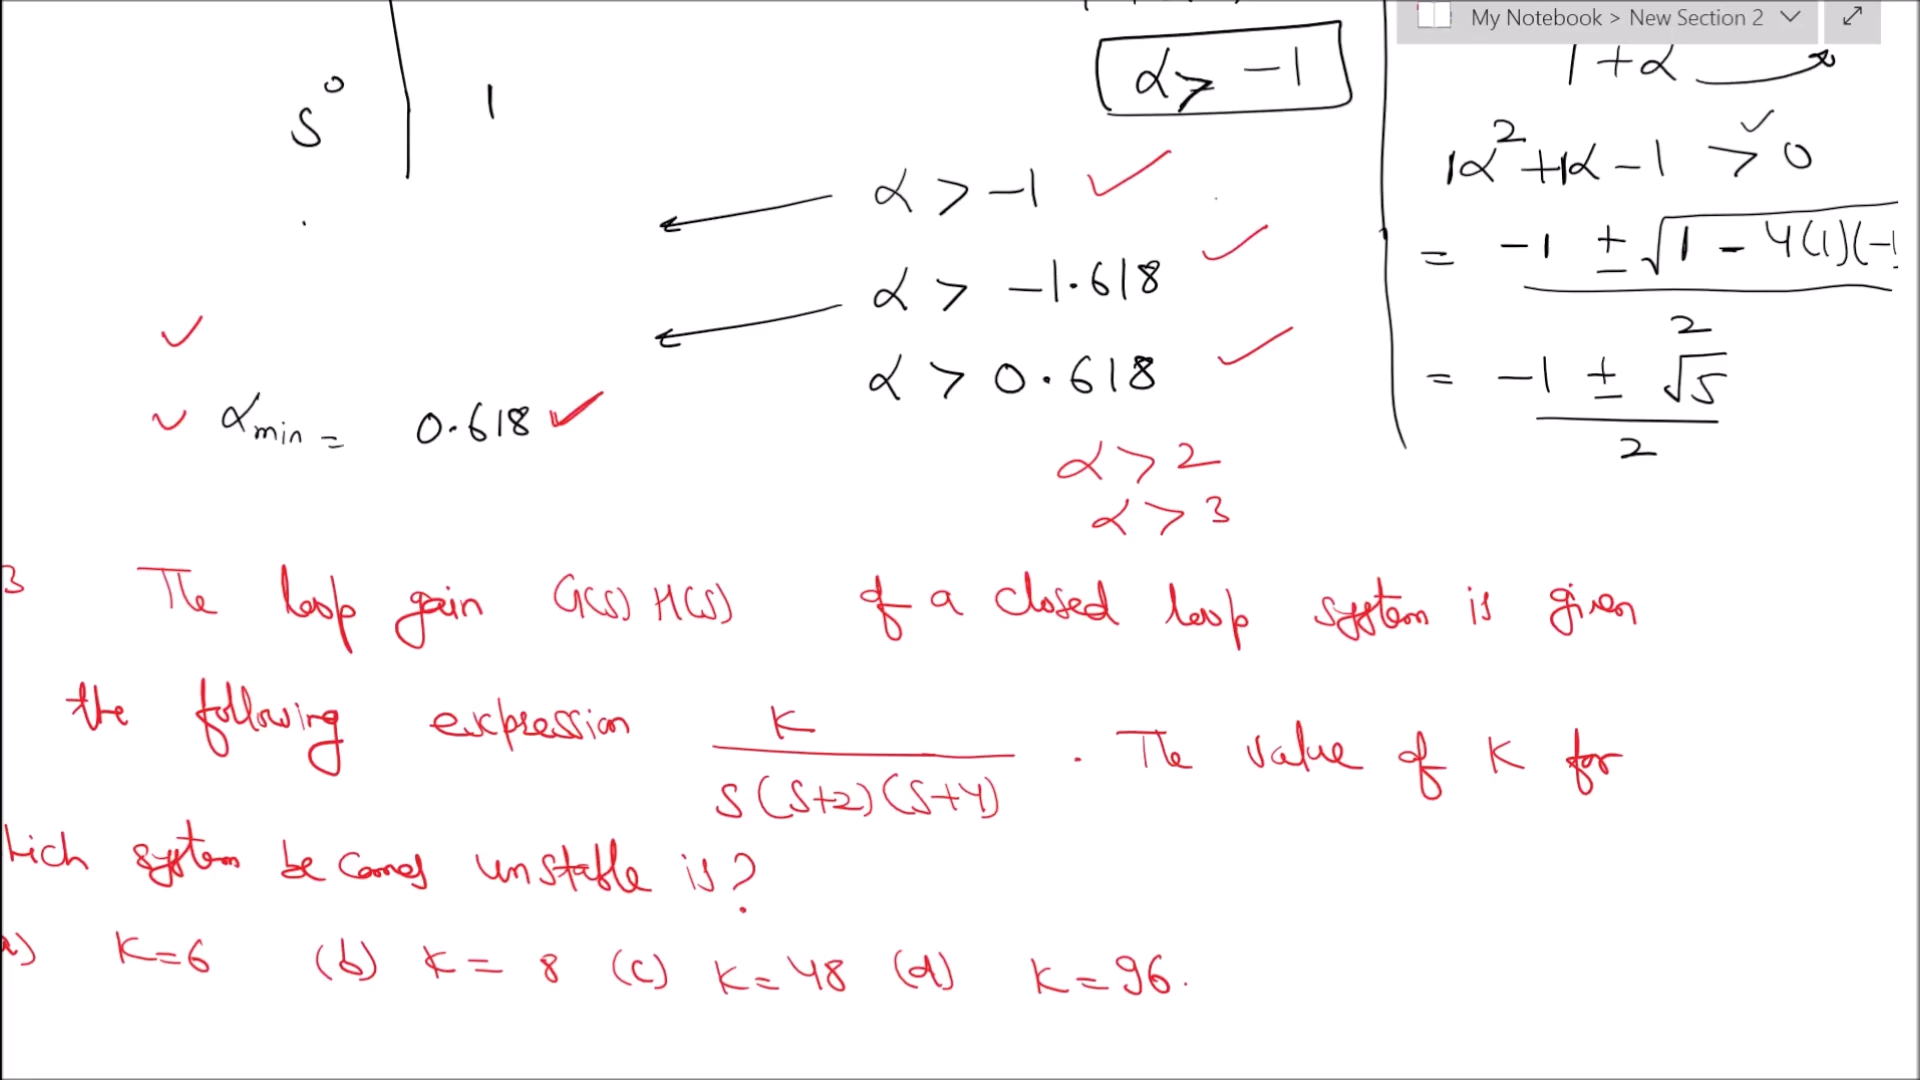 My Notebook > New Section 2
α > -1
1 + α
s⁰ | 1
1α² + 1α - 1 > 0
α > -1
= -1 ± √1 - 4(1)(-1
2
α > -1.618
α > 0.618
= -1 ± √5
2
αmin = 0.618
α > 2
α > 3
3 The loop gain G(s) H(s) of a closed loop system is given
the following expression K / S(S+2)(S+4) . The value of K for
hich system becomes unstable is?
a) K=6 (b) K = 8 (c) K = 48 (d) K = 96.